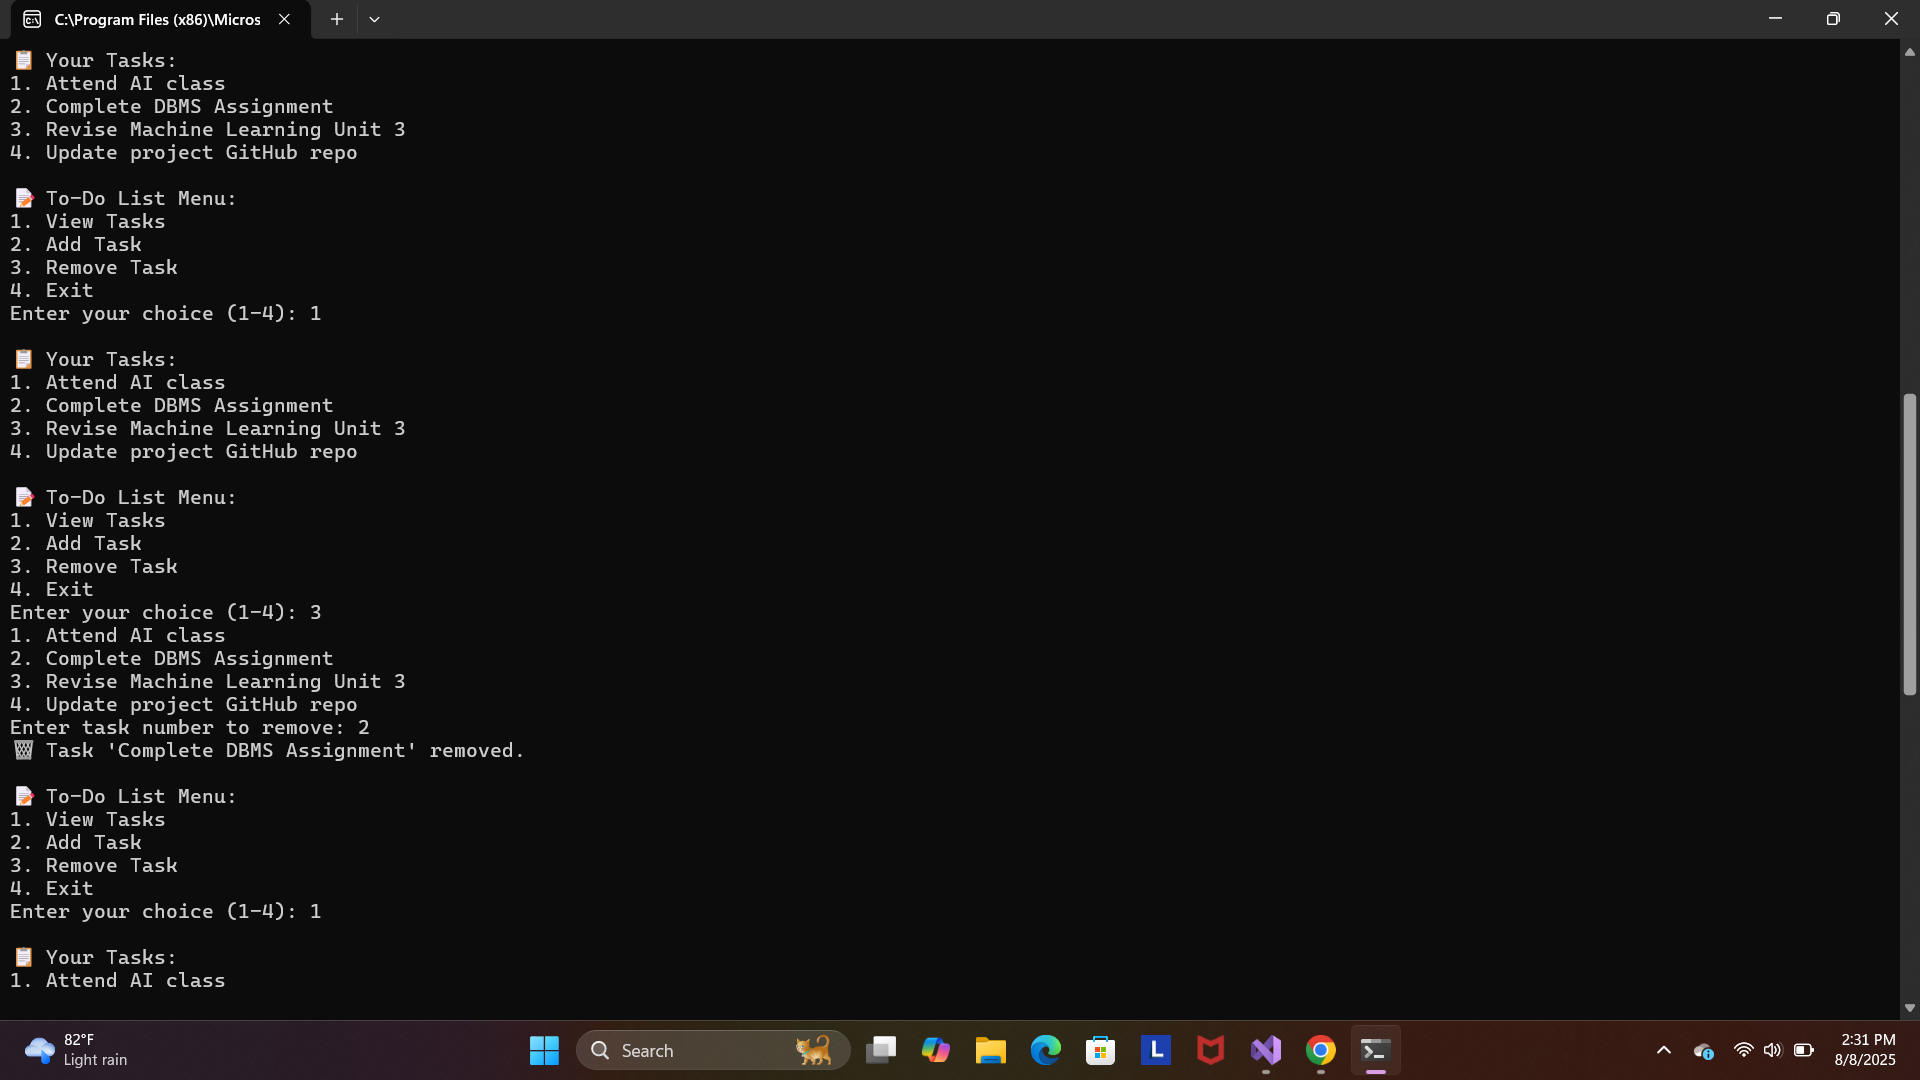 C:\Program Files (x86)\Micros
📋 Your Tasks:
1. Attend AI class
2. Complete DBMS Assignment
3. Revise Machine Learning Unit 3
4. Update project GitHub repo
📝 To-Do List Menu:
1. View Tasks
2. Add Task
3. Remove Task
4. Exit
Enter your choice (1-4): 1
📋 Your Tasks:
1. Attend AI class
2. Complete DBMS Assignment
3. Revise Machine Learning Unit 3
4. Update project GitHub repo
📝 To-Do List Menu:
1. View Tasks
2. Add Task
3. Remove Task
4. Exit
Enter your choice (1-4): 3
1. Attend AI class
2. Complete DBMS Assignment
3. Revise Machine Learning Unit 3
4. Update project GitHub repo
Enter task number to remove: 2
🗑 Task 'Complete DBMS Assignment' removed.
📝 To-Do List Menu:
1. View Tasks
2. Add Task
3. Remove Task
4. Exit
Enter your choice (1-4): 1
📋 Your Tasks:
1. Attend AI class
82°F
Light rain
Search
L
2:31 PM
8/8/2025